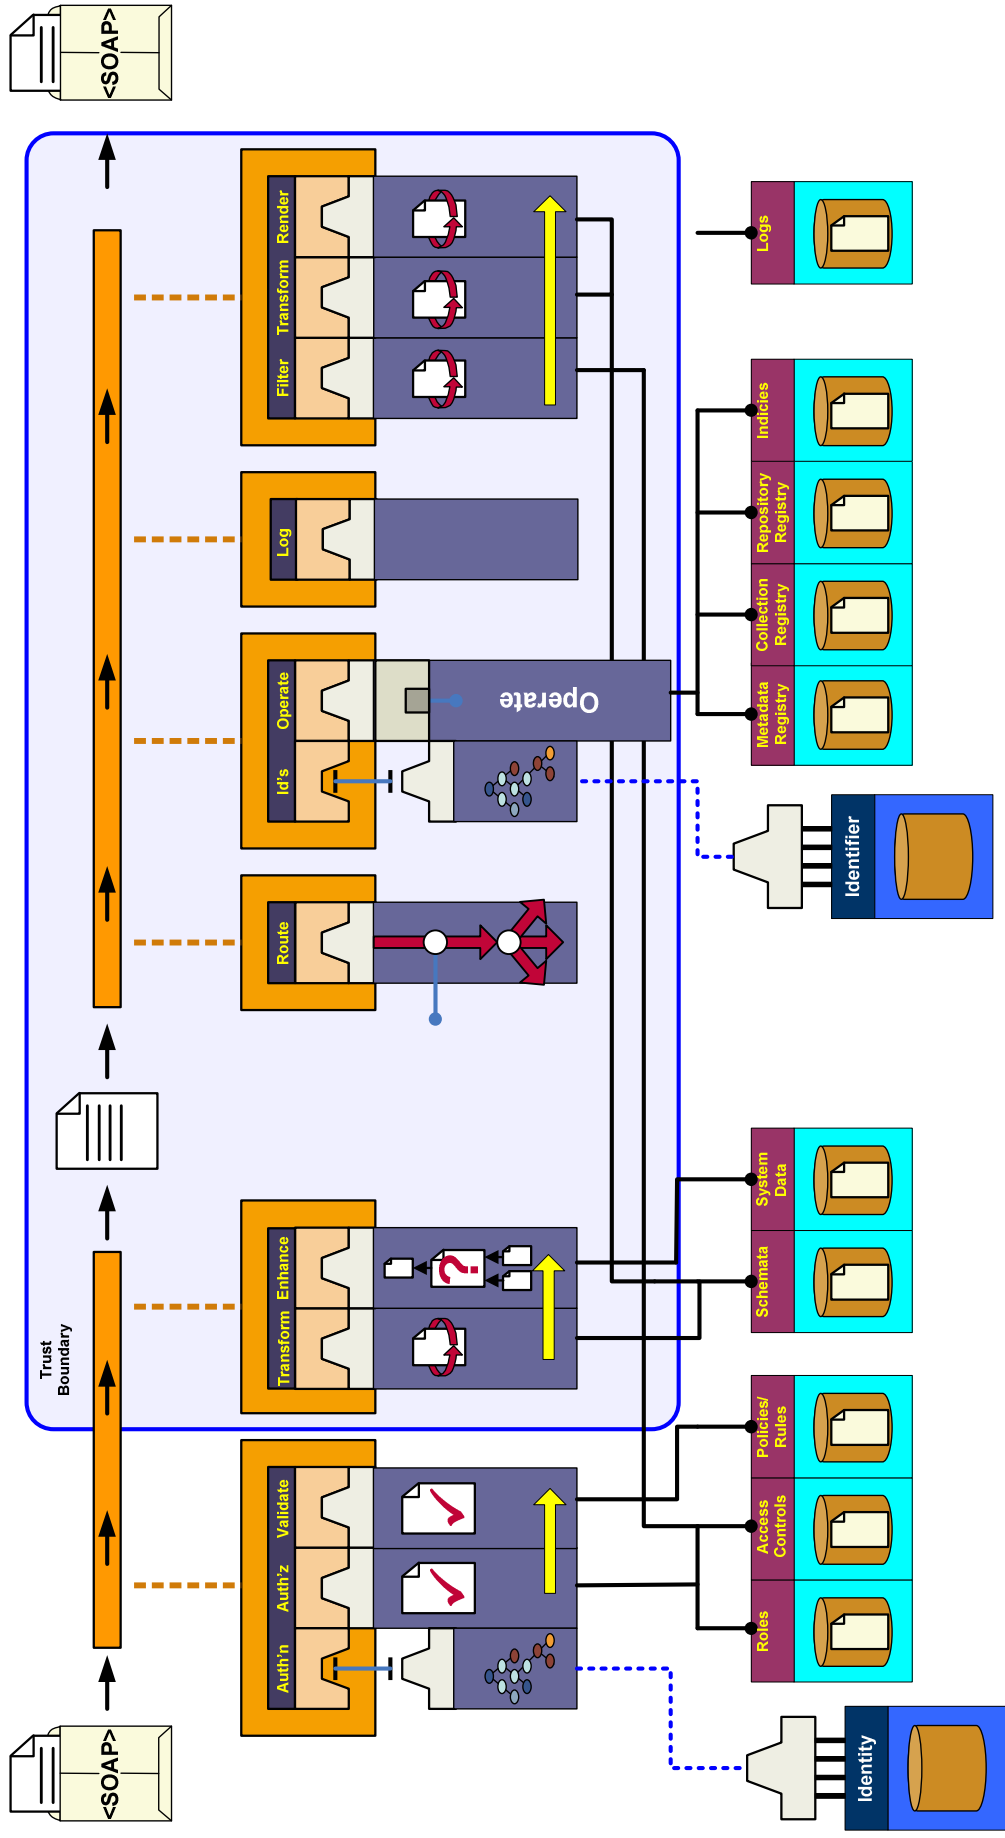 <SOAP>
<SOAP>
Trust
Boundary
Auth'n
Auth'z
Validate
Transform
Enhance
Route
Id's
Operate
Log
Filter
Transform
Render
Operate
Identity
Roles
Access
Controls
Policies/
Rules
Schemata
System
Data
Identifier
Metadata
Registry
Collection
Registry
Repository
Registry
Indicies
Logs
?